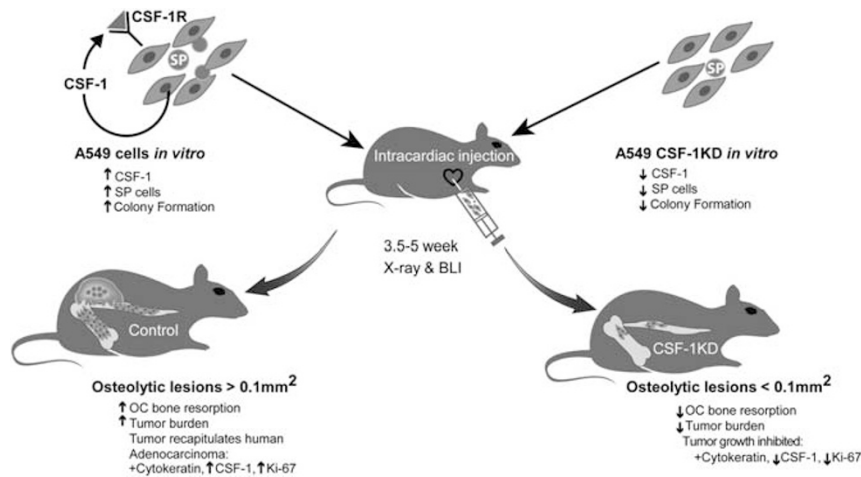 CSF-1R
SP
CSF-1
A549 cells in vitro
↑ CSF-1
↑ SP cells
↑ Colony Formation
SP
A549 CSF-1KD in vitro
↓ CSF-1
↓ SP cells
↓ Colony Formation
Intracardiac injection
3.5-5 week
X-ray & BLI
Control
Osteolytic lesions > 0.1mm²
↑ OC bone resorption
↑ Tumor burden
Tumor recapitulates human
Adenocarcinoma:
+Cytokeratin, ↑CSF-1, ↑Ki-67
CSF-1KD
Osteolytic lesions < 0.1mm²
↓OC bone resorption
↓Tumor burden
Tumor growth inhibited:
+Cytokeratin, ↓CSF-1, ↓Ki-67